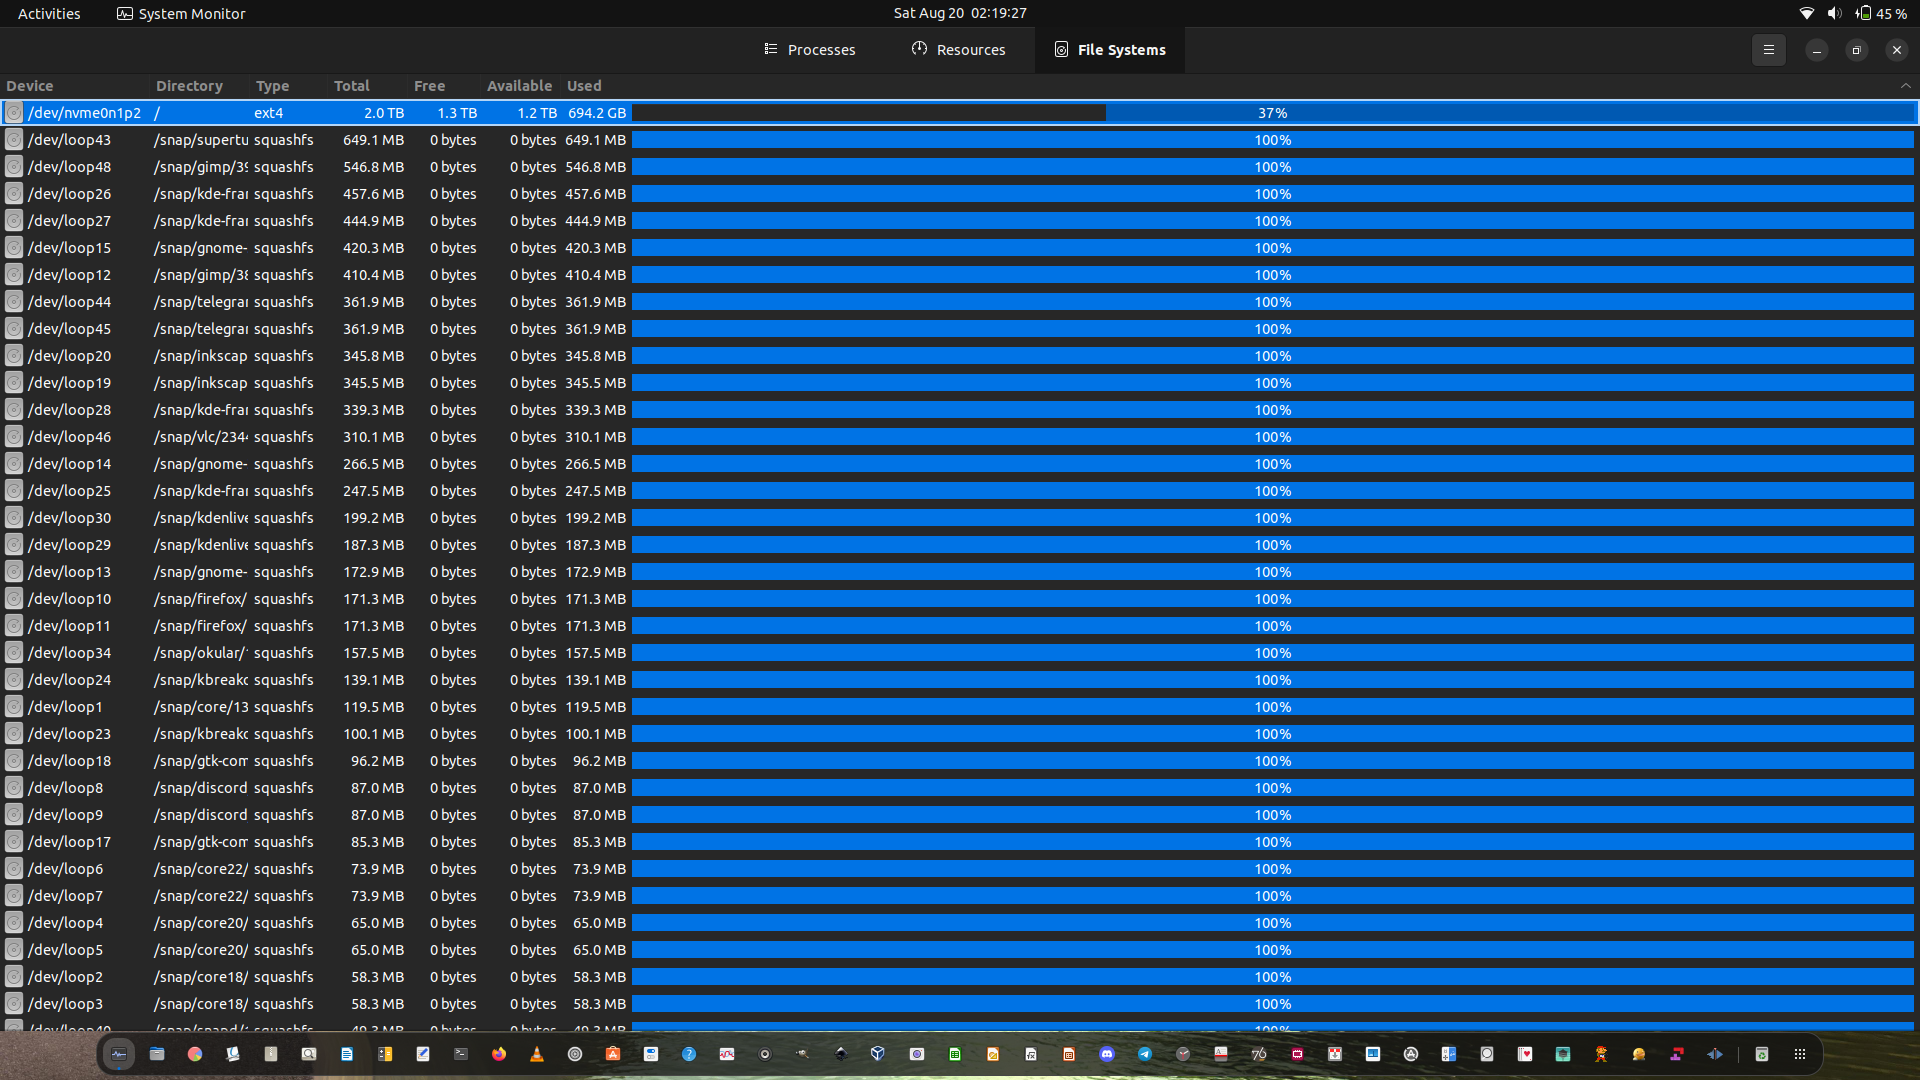 Activities System Monitor Sat Aug 20 02:19:27 45 %
Processes Resources File Systems
Device Directory Type Total Free Available Used
/dev/nvme0n1p2 / ext4 2.0 TB 1.3 TB 1.2 TB 694.2 GB 37%
/dev/loop43 /snap/supertu squashfs 649.1 MB 0 bytes 0 bytes 649.1 MB 100%
/dev/loop48 /snap/gimp/39 squashfs 546.8 MB 0 bytes 0 bytes 546.8 MB 100%
/dev/loop26 /snap/kde-frar squashfs 457.6 MB 0 bytes 0 bytes 457.6 MB 100%
/dev/loop27 /snap/kde-frar squashfs 444.9 MB 0 bytes 0 bytes 444.9 MB 100%
/dev/loop15 /snap/gnome- squashfs 420.3 MB 0 bytes 0 bytes 420.3 MB 100%
/dev/loop12 /snap/gimp/38 squashfs 410.4 MB 0 bytes 0 bytes 410.4 MB 100%
/dev/loop44 /snap/telegrar squashfs 361.9 MB 0 bytes 0 bytes 361.9 MB 100%
/dev/loop45 /snap/telegrar squashfs 361.9 MB 0 bytes 0 bytes 361.9 MB 100%
/dev/loop20 /snap/inkscap squashfs 345.8 MB 0 bytes 0 bytes 345.8 MB 100%
/dev/loop19 /snap/inkscap squashfs 345.5 MB 0 bytes 0 bytes 345.5 MB 100%
/dev/loop28 /snap/kde-frar squashfs 339.3 MB 0 bytes 0 bytes 339.3 MB 100%
/dev/loop46 /snap/vlc/2344 squashfs 310.1 MB 0 bytes 0 bytes 310.1 MB 100%
/dev/loop14 /snap/gnome- squashfs 266.5 MB 0 bytes 0 bytes 266.5 MB 100%
/dev/loop25 /snap/kde-frar squashfs 247.5 MB 0 bytes 0 bytes 247.5 MB 100%
/dev/loop30 /snap/kdenlive squashfs 199.2 MB 0 bytes 0 bytes 199.2 MB 100%
/dev/loop29 /snap/kdenlive squashfs 187.3 MB 0 bytes 0 bytes 187.3 MB 100%
/dev/loop13 /snap/gnome- squashfs 172.9 MB 0 bytes 0 bytes 172.9 MB 100%
/dev/loop10 /snap/firefox/ squashfs 171.3 MB 0 bytes 0 bytes 171.3 MB 100%
/dev/loop11 /snap/firefox/ squashfs 171.3 MB 0 bytes 0 bytes 171.3 MB 100%
/dev/loop34 /snap/okular/ squashfs 157.5 MB 0 bytes 0 bytes 157.5 MB 100%
/dev/loop24 /snap/kbreako squashfs 139.1 MB 0 bytes 0 bytes 139.1 MB 100%
/dev/loop1 /snap/core/13 squashfs 119.5 MB 0 bytes 0 bytes 119.5 MB 100%
/dev/loop23 /snap/kbreako squashfs 100.1 MB 0 bytes 0 bytes 100.1 MB 100%
/dev/loop18 /snap/gtk-com squashfs 96.2 MB 0 bytes 0 bytes 96.2 MB 100%
/dev/loop8 /snap/discord squashfs 87.0 MB 0 bytes 0 bytes 87.0 MB 100%
/dev/loop9 /snap/discord squashfs 87.0 MB 0 bytes 0 bytes 87.0 MB 100%
/dev/loop17 /snap/gtk-com squashfs 85.3 MB 0 bytes 0 bytes 85.3 MB 100%
/dev/loop6 /snap/core22/ squashfs 73.9 MB 0 bytes 0 bytes 73.9 MB 100%
/dev/loop7 /snap/core22/ squashfs 73.9 MB 0 bytes 0 bytes 73.9 MB 100%
/dev/loop4 /snap/core20/ squashfs 65.0 MB 0 bytes 0 bytes 65.0 MB 100%
/dev/loop5 /snap/core20/ squashfs 65.0 MB 0 bytes 0 bytes 65.0 MB 100%
/dev/loop2 /snap/core18/ squashfs 58.3 MB 0 bytes 0 bytes 58.3 MB 100%
/dev/loop3 /snap/core18/ squashfs 58.3 MB 0 bytes 0 bytes 58.3 MB 100%
/dev/loop40 /snap/snapd/ squashfs 49.3 MB 0 bytes 0 bytes 49.3 MB 100%
76